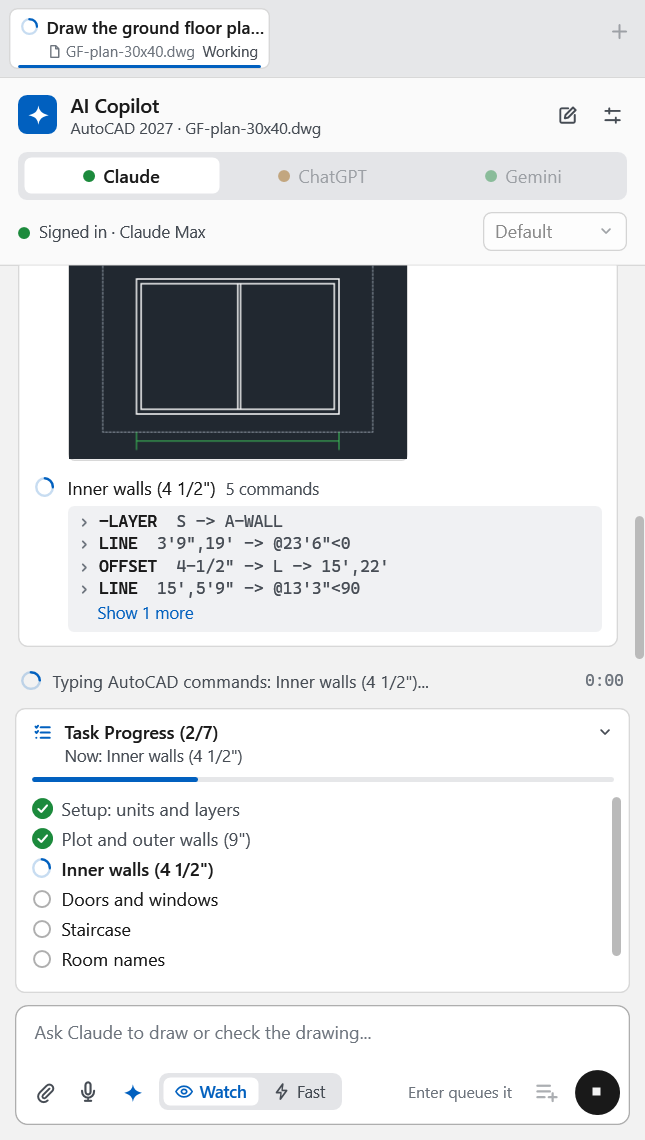 Draw the ground floor pla...
GF-plan-30x40.dwg Working
AI Copilot
AutoCAD 2027 · GF-plan-30x40.dwg
Claude
ChatGPT
Gemini
Signed in · Claude Max
Default
Inner walls (4 1/2") 5 commands
-LAYER S -> A-WALL
LINE 3'9",19' -> @23'6"<0
OFFSET 4-1/2" -> L -> 15',22'
LINE 15',5'9" -> @13'3"<90
Show 1 more
Typing AutoCAD commands: Inner walls (4 1/2")... 0:00
Task Progress (2/7)
Now: Inner walls (4 1/2")
Setup: units and layers
Plot and outer walls (9")
Inner walls (4 1/2")
Doors and windows
Staircase
Room names
Ask Claude to draw or check the drawing...
Watch
Fast
Enter queues it